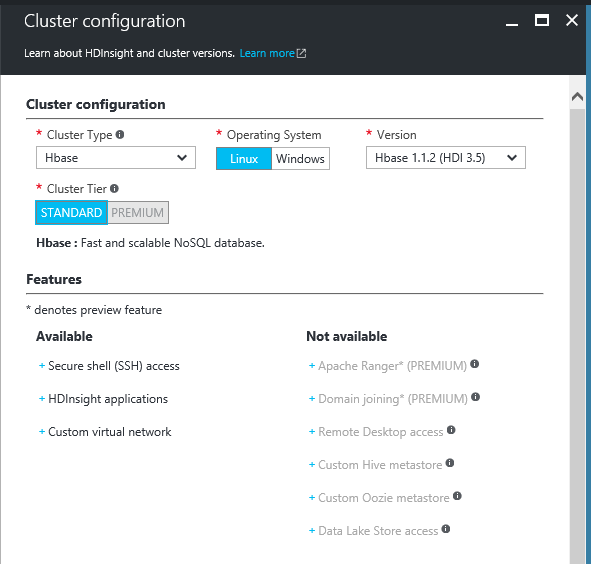 Cluster configuration
Learn about HDInsight and cluster versions. Learn more
Cluster configuration
* Cluster Type * Operating System * Version
Hbase Linux Windows Hbase 1.1.2 (HDI 3.5)
* Cluster Tier
STANDARD PREMIUM
Hbase : Fast and scalable NoSQL database.
Features
* denotes preview feature
Available Not available
+ Secure shell (SSH) access + Apache Ranger* (PREMIUM)
+ HDInsight applications + Domain joining* (PREMIUM)
+ Custom virtual network + Remote Desktop access
+ Custom Hive metastore
+ Custom Oozie metastore
+ Data Lake Store access